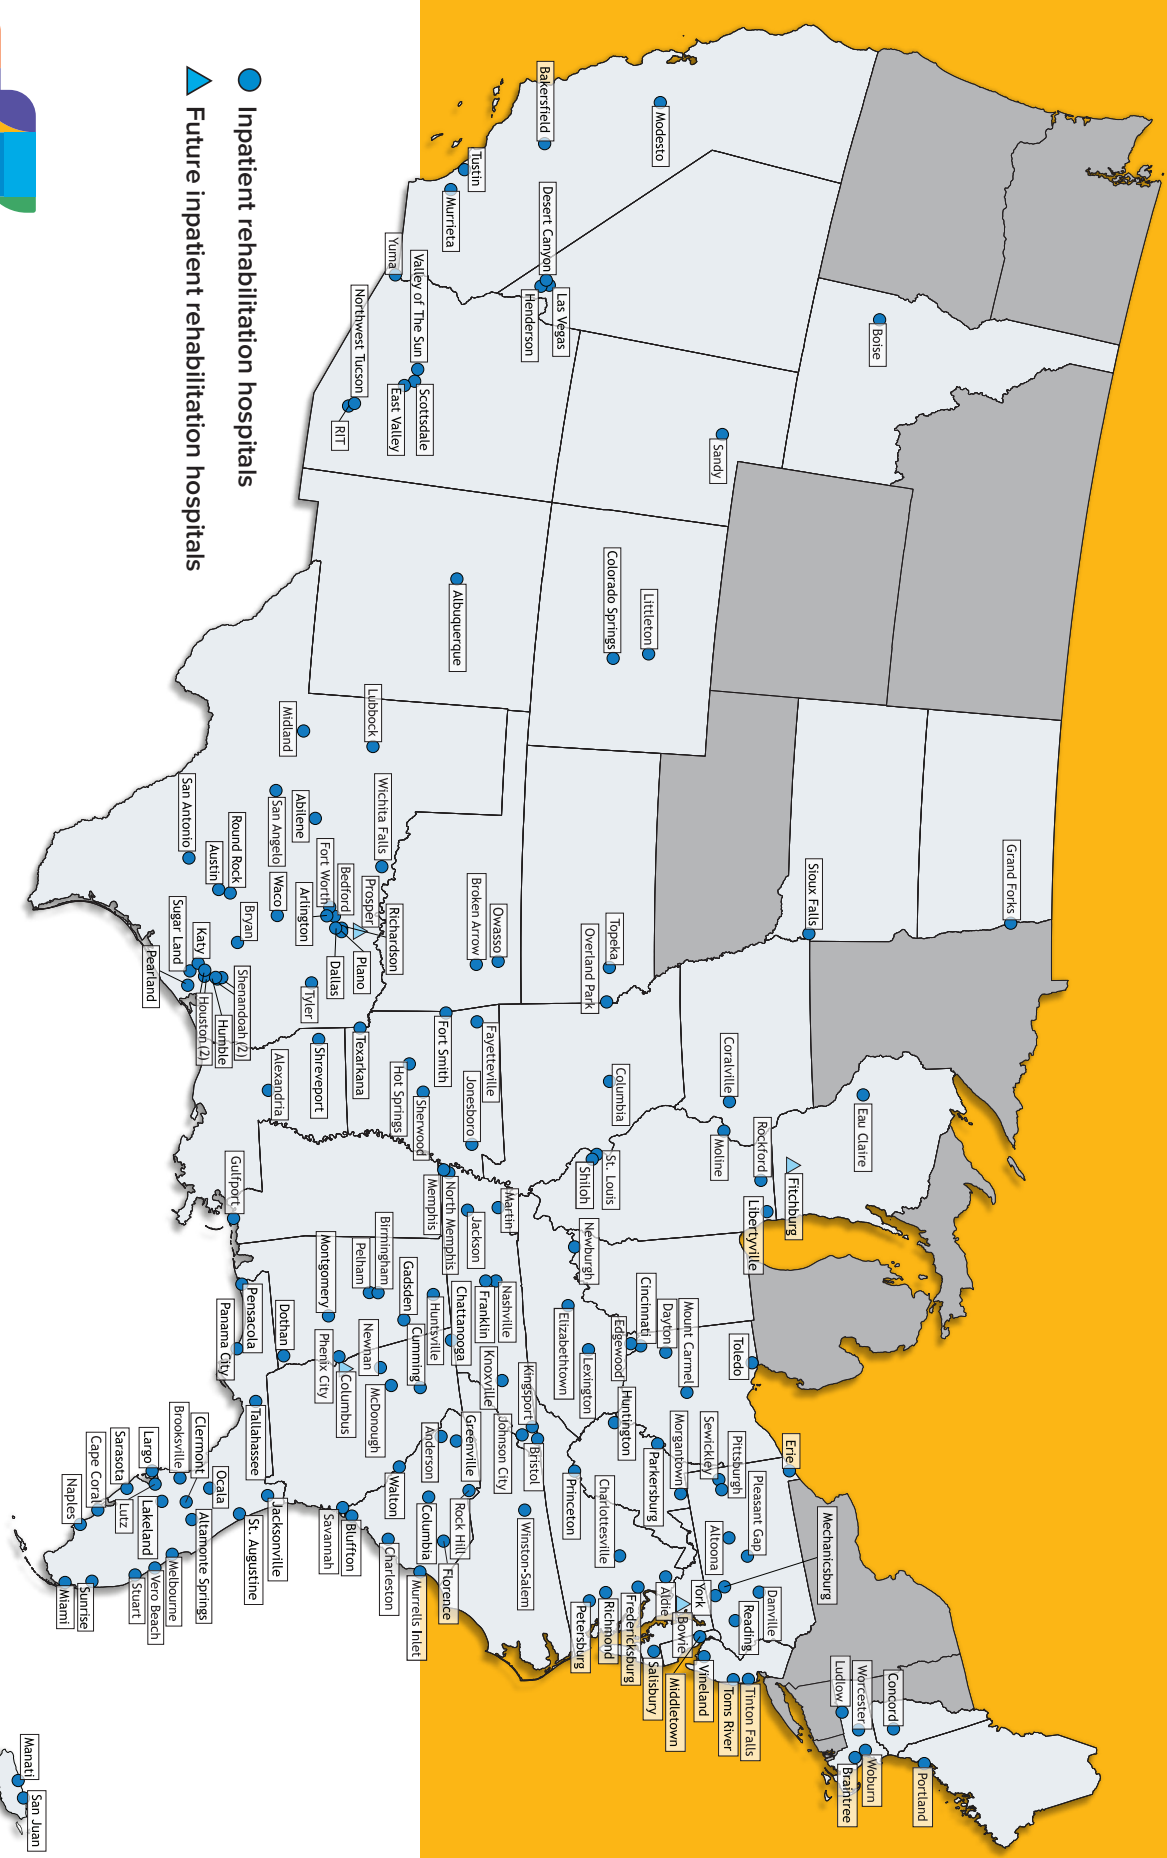 Portland
Concord
Woburn
Worcester
Braintree
Ludlow
Grand Forks
Boise
Eau Claire
Sioux Falls
Mechanicsburg
Fitchburg
Erie
Rockford
Libertyville
Danville
Pleasant Gap
Reading
Tinton Falls
Toledo
Pittsburgh
Toms River
Coralville
Moline
Altoona
Sewickley
York
Vineland
Sandy
Mount Carmel
Morgantown
Bowie
Middletown
Dayton
Aldie
Salisbury
Modesto
Littleton
Cincinnati
Parkersburg
Fredericksburg
Edgewood
Huntington
Topeka
Columbia
St. Louis
Charlottesville
Richmond
Colorado Springs
Overland Park
Shiloh
Newburgh
Lexington
Petersburg
Elizabethtown
Princeton
Las Vegas
Bakersfield
Desert Canyon
Henderson
Bristol
Kingsport
Winston-Salem
Martin
Nashville
Johnson City
Owasso
Fayetteville
Franklin
Knoxville
Tustin
Broken Arrow
Jonesboro
Jackson
Greenville
Rock Hill
Murrieta
Albuquerque
Fort Smith
North Memphis
Chattanooga
Florence
Memphis
Huntsville
Anderson
Columbia
Valley of The Sun
Scottsdale
Sherwood
Cumming
Murrells Inlet
Yuma
East Valley
Hot Springs
Gadsden
Walton
Charleston
Richardson
Wichita Falls
Birmingham
McDonough
Lubbock
Prosper
Plano
Texarkana
Pelham
Newnan
Northwest Tucson
RIT
Bedford
Dallas
Columbus
Bluffton
Fort Worth
Montgomery
Phenix City
Savannah
Abilene
Arlington
Tyler
Shreveport
Midland
San Angelo
Waco
Alexandria
Dothan
Jacksonville
Inpatient rehabilitation hospitals
Bryan
Shenandoah (2)
Pensacola
Tallahassee
St. Augustine
Round Rock
Humble
Gulfport
Panama City
Austin
Houston (2)
Ocala
Future inpatient rehabilitation hospitals
San Antonio
Katy
Clermont
Altamonte Springs
Sugar Land
Brooksville
Melbourne
Pearland
Largo
Lakeland
Vero Beach
Sarasota
Lutz
Stuart
Cape Coral
Sunrise
Naples
Miami
Manati
San Juan